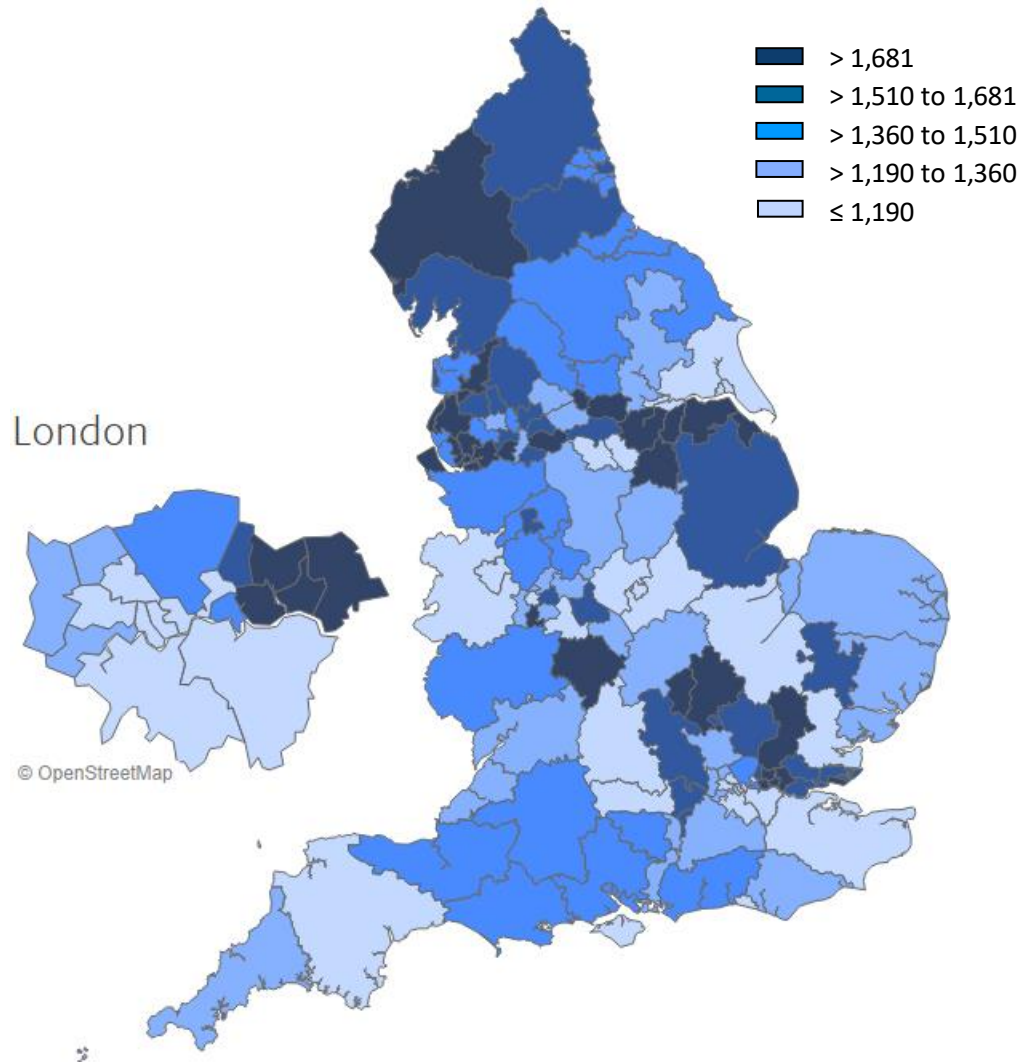 > 1,681
> 1,510 to 1,681
> 1,360 to 1,510
> 1,190 to 1,360
≤ 1,190
London
© OpenStreetMap